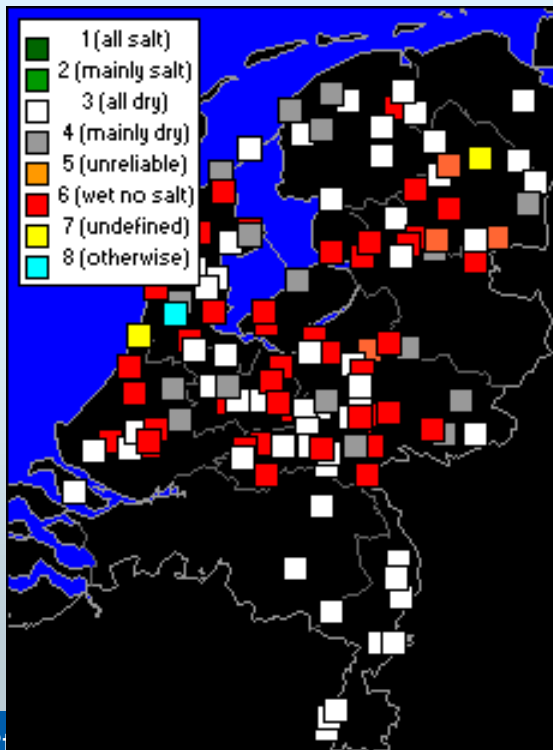 1 (all salt)
2 (mainly salt)
3 (all dry)
4 (mainly dry)
5 (unreliable)
6 (wet no salt)
7 (undefined)
8 (otherwise)